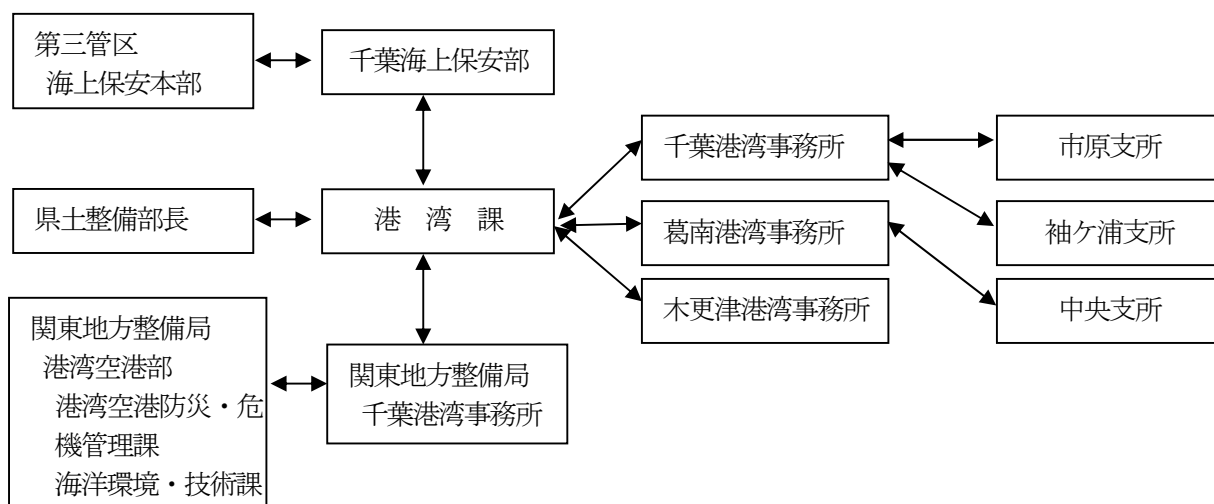 第三管区
海上保安本部
千葉海上保安部
千葉港湾事務所
市原支所
県土整備部長
港 湾 課
葛南港湾事務所
袖ケ浦支所
木更津港湾事務所
中央支所
関東地方整備局
港湾空港部
港湾空港防災・危
機管理課
海洋環境・技術課
関東地方整備局
千葉港湾事務所